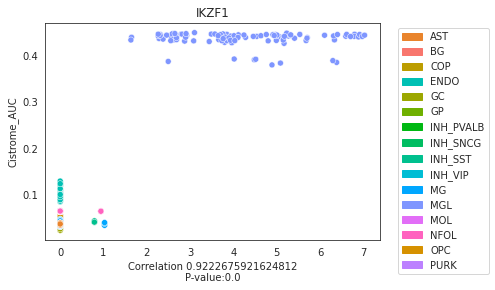 IKZF1
Cistrome_AUC
0.4
0.3
0.2
0.1
0 1 2 3 4 5 6 7
Correlation 0.9222675921624812
P-value:0.0
AST
BG
COP
ENDO
GC
GP
INH_PVALB
INH_SNCG
INH_SST
INH_VIP
MG
MGL
MOL
NFOL
OPC
PURK